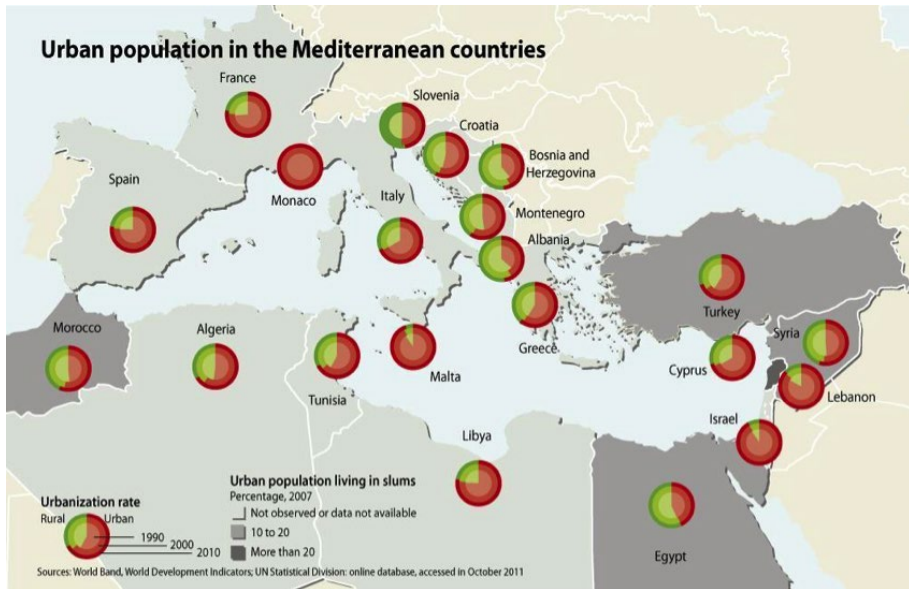 Urban population in the Mediterranean countries
France
Slovenia
Croatia
Bosnia and
Herzegovina
Spain
Monaco
Italy
Montenegro
Albania
Turkey
Morocco
Algeria
Tunisia
Malta
Greece
Cyprus
Syria
Lebanon
Israel
Libya
Egypt
Urbanization rate
Rural Urban
1990
2000
2010
Urban population living in slums
Percentage, 2007
Not observed or data not available
10 to 20
More than 20
Sources: World Band, World Development Indicators; UN Statistical Division: online database, accessed in October 2011